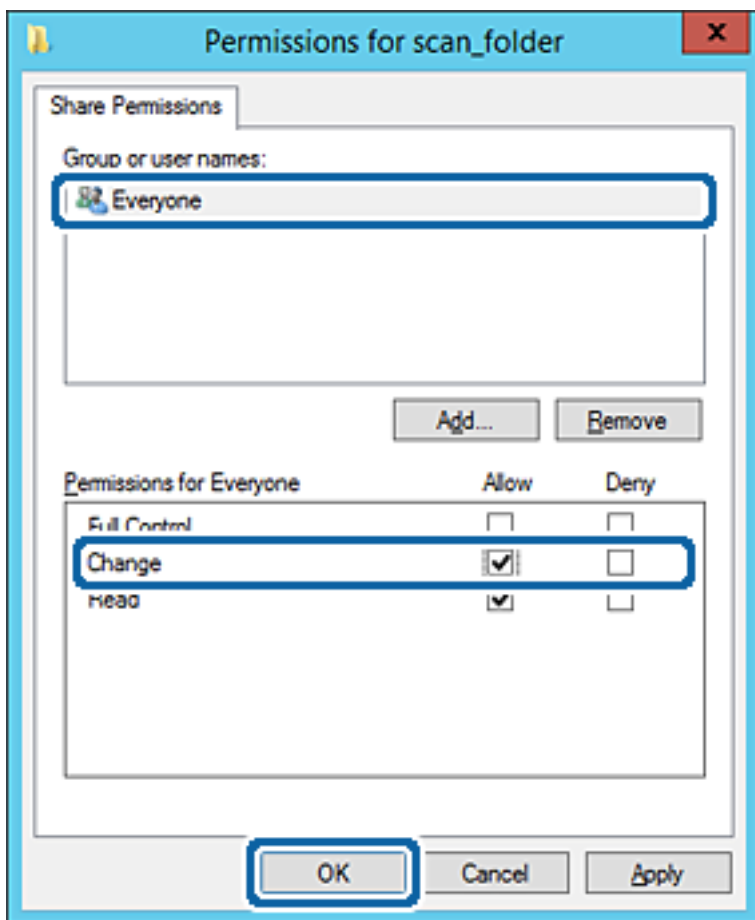 Permissions for scan_folder
Share Permissions
Group or user names:
Everyone
Add... Remove
Permissions for Everyone Allow Deny
Full Control
Change
Read
OK Cancel Apply